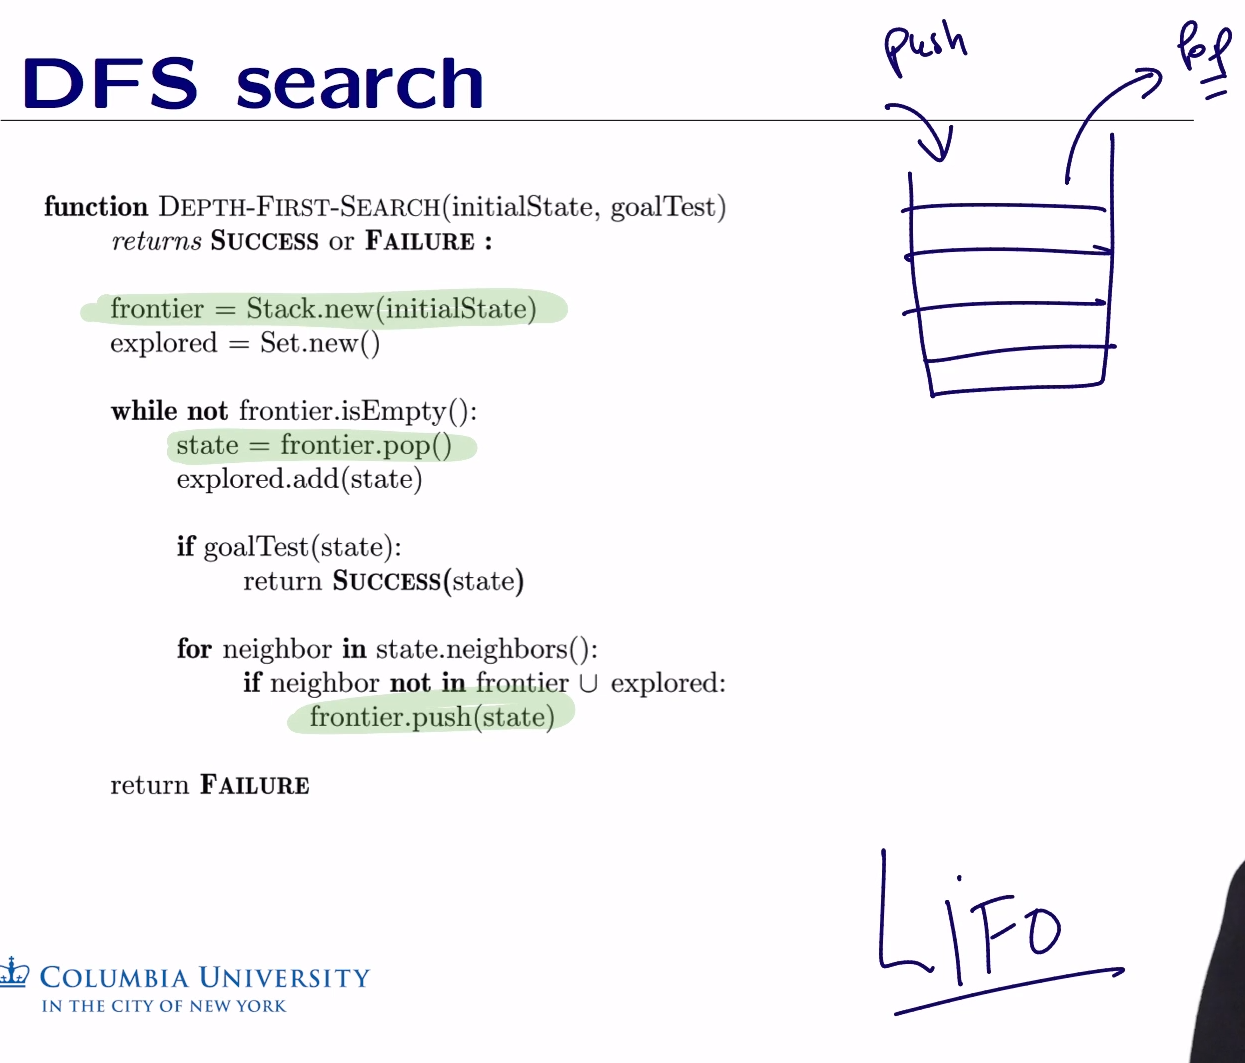 DFS search
push
pop
function DEPTH-FIRST-SEARCH(initialState, goalTest)
returns SUCCESS or FAILURE :
frontier = Stack.new(initialState)
explored = Set.new()
while not frontier.isEmpty():
state = frontier.pop()
explored.add(state)
if goalTest(state):
return SUCCESS(state)
for neighbor in state.neighbors():
if neighbor not in frontier ∪ explored:
frontier.push(state)
return FAILURE
LiFO
COLUMBIA UNIVERSITY
IN THE CITY OF NEW YORK